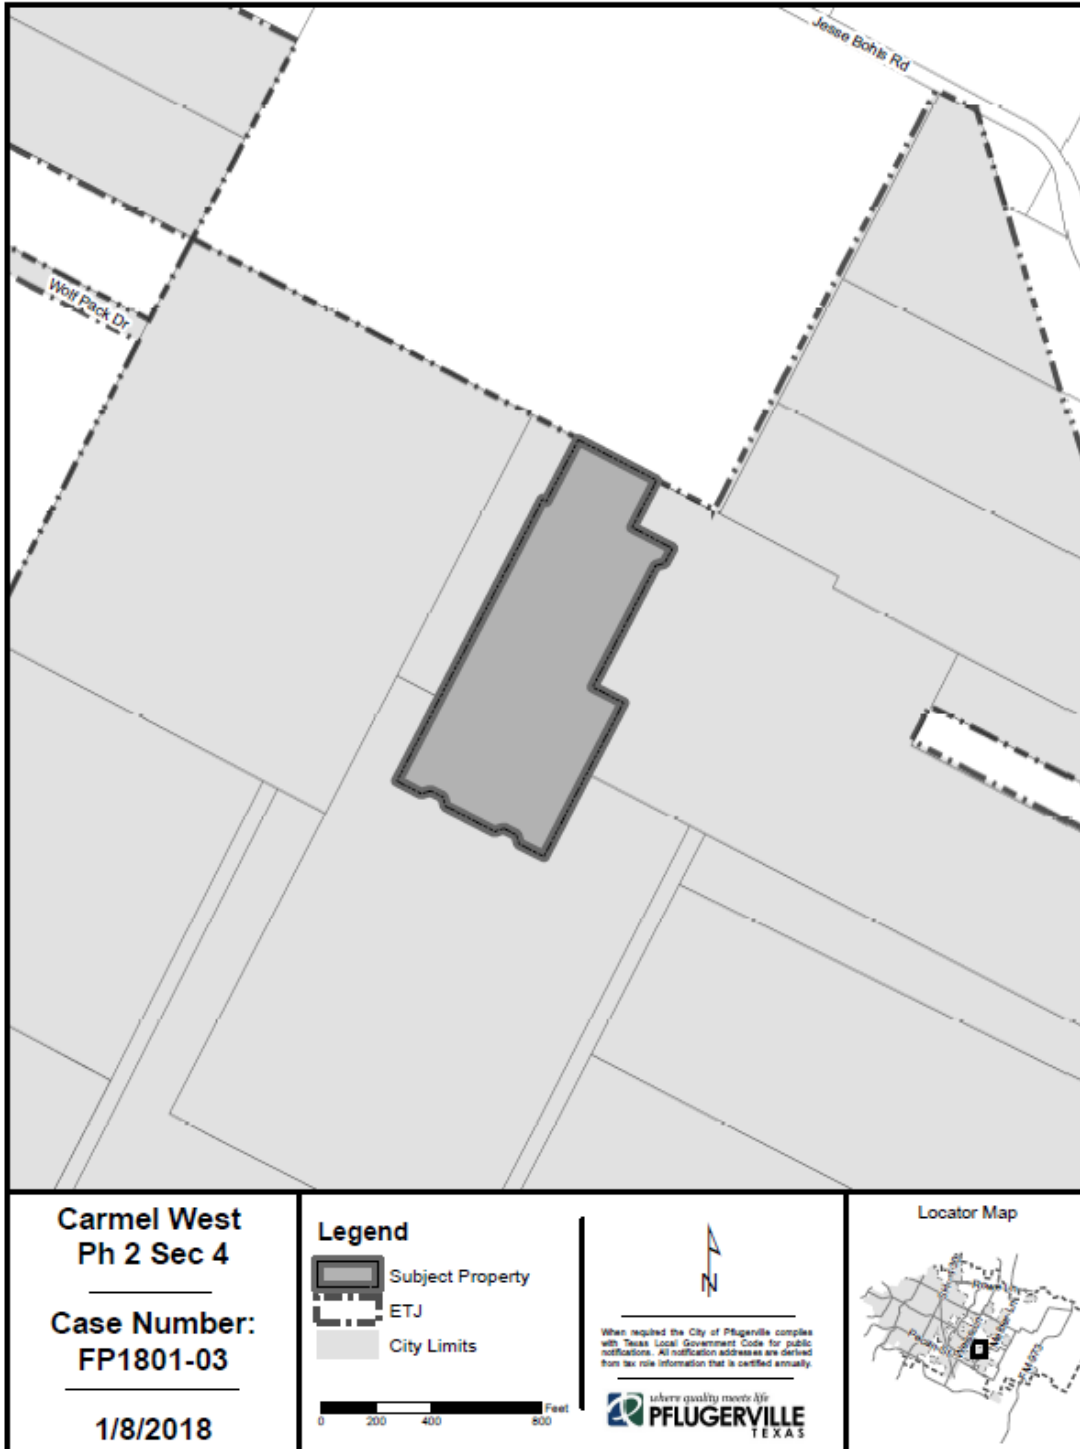 Jesse Bohls Rd
Wolf Pack Dr
Carmel West
Ph 2 Sec 4
Case Number:
FP1801-03
1/8/2018
Legend
Subject Property
ETJ
City Limits
0 200 400 800 Feet
N
When required the City of Pflugerville complies
with Texas Local Government Code for public
notifications. All notification addresses are derived
from tax role information that is certified annually.
where quality meets life
PFLUGERVILLE
TEXAS
Locator Map